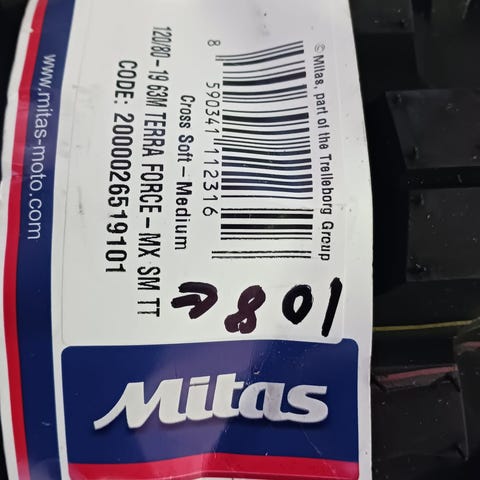 © Mitas, part of the Trelleborg Group
8 590341 112316
Cross Soft – Medium
120/80 – 19 63M TERRA FORCE – MX SM TT
CODE: 2000026519101
www.mitas-moto.com
801
Mitas